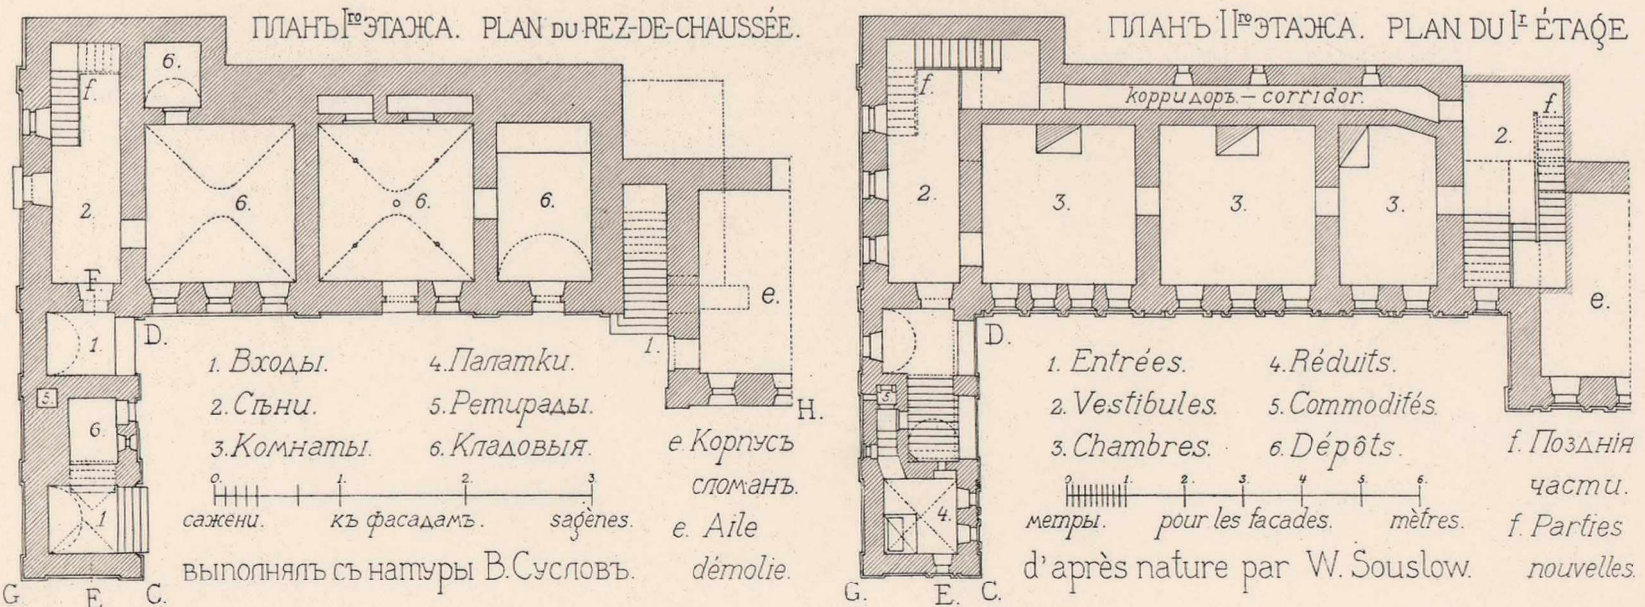 ПЛАНЪ Iго ЭТАЖА. PLAN DU REZ-DE-CHAUSSÉE.
6.
f.
2.
6.
6.
6.
F
e.
1.
D.
1.
1. Входы. 4. Палатки.
2. Сѣни. 5. Ретирады.
3. Комнаты. 6. Кладовыя.
5.
6.
1
H.
e. Корпусъ
сломанъ.
e. Aile
démolie.
0. 1. 2. 3.
сажени. къ фасадамъ. sagènes.
выполнялъ съ натуры В. Сусловъ.
G. E. C.
ПЛАНЪ IIго ЭТАЖА. PLAN DU Ir ÉTAGE
f.
корридоръ. — corridor.
f.
2.
2.
3.
3.
3.
e.
D.
1. Entrées. 4. Réduits.
2. Vestibules. 5. Commodités.
3. Chambres. 6. Dépôts.
5
4.
f. Позднія
части.
f. Parties
nouvelles.
0. 1. 2. 3. 4 5. 6.
метры. pour les facades. mètres.
d'après nature par W. Souslow.
G. E. C.